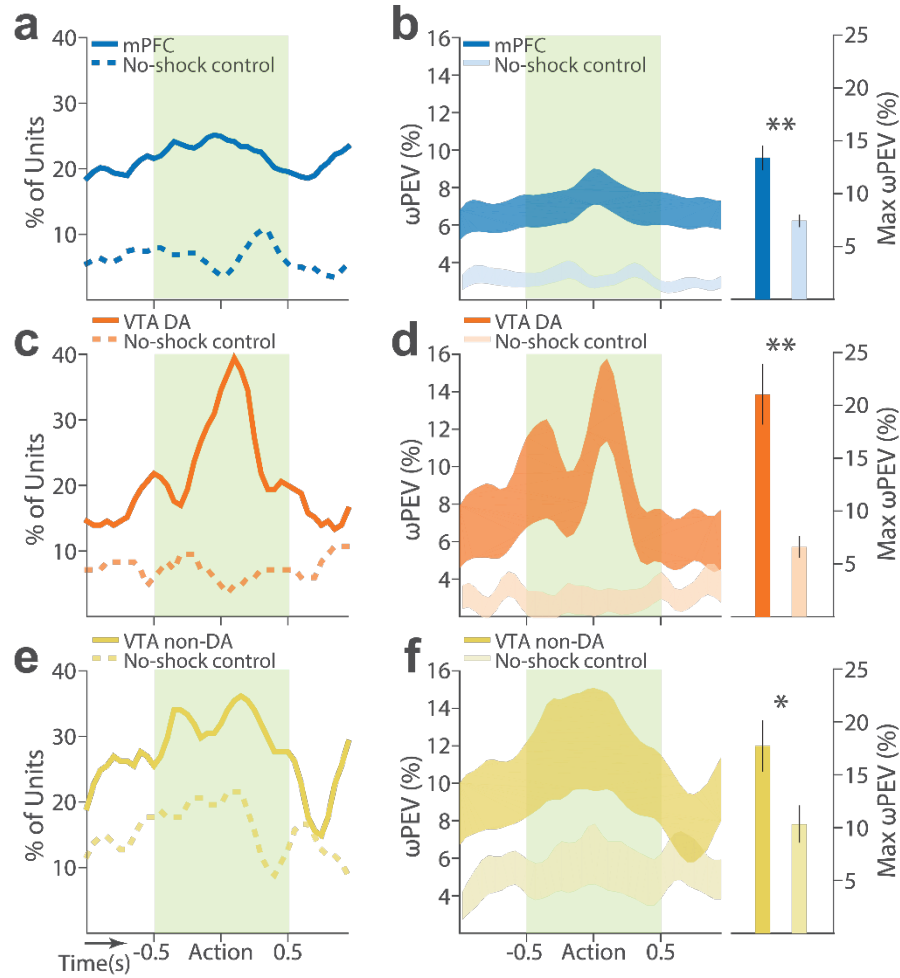 a
40
30
20
10
% of Units
mPFC
No-shock control
b
16
14
12
10
8
6
4
ωPEV (%)
mPFC
No-shock control
**
25
20
15
10
5
Max ωPEV (%)
c
40
30
20
10
% of Units
VTA DA
No-shock control
d
16
14
12
10
8
6
4
ωPEV (%)
VTA DA
No-shock control
**
25
20
15
10
5
Max ωPEV (%)
e
40
30
20
10
% of Units
VTA non-DA
No-shock control
Time(s)
-0.5 Action 0.5
f
16
14
12
10
8
6
4
ωPEV (%)
VTA non-DA
No-shock control
-0.5 Action 0.5
*
25
20
15
10
5
Max ωPEV (%)